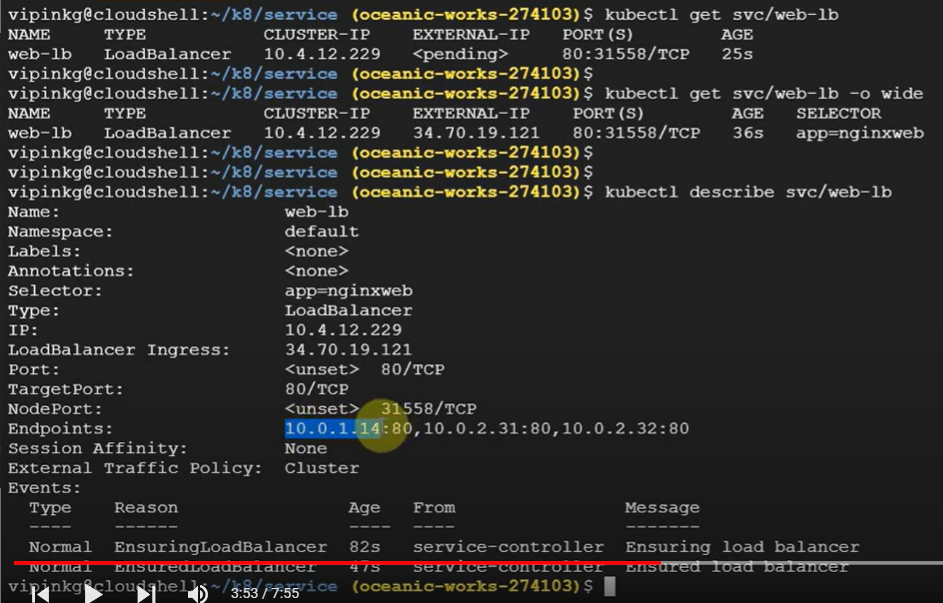 vipinkg@cloudshell:~/k8/service (oceanic-works-274103)$ kubectl get svc/web-lb
NAME TYPE CLUSTER-IP EXTERNAL-IP PORT(S) AGE
web-lb LoadBalancer 10.4.12.229 <pending> 80:31558/TCP 25s
vipinkg@cloudshell:~/k8/service (oceanic-works-274103)$
vipinkg@cloudshell:~/k8/service (oceanic-works-274103)$ kubectl get svc/web-lb -o wide
NAME TYPE CLUSTER-IP EXTERNAL-IP PORT(S) AGE SELECTOR
web-lb LoadBalancer 10.4.12.229 34.70.19.121 80:31558/TCP 36s app=nginxweb
vipinkg@cloudshell:~/k8/service (oceanic-works-274103)$
vipinkg@cloudshell:~/k8/service (oceanic-works-274103)$
vipinkg@cloudshell:~/k8/service (oceanic-works-274103)$ kubectl describe svc/web-lb
Name: web-lb
Namespace: default
Labels: <none>
Annotations: <none>
Selector: app=nginxweb
Type: LoadBalancer
IP: 10.4.12.229
LoadBalancer Ingress: 34.70.19.121
Port: <unset> 80/TCP
TargetPort: 80/TCP
NodePort: <unset> 31558/TCP
Endpoints: 10.0.1.14:80,10.0.2.31:80,10.0.2.32:80
Session Affinity: None
External Traffic Policy: Cluster
Events:
Type Reason Age From Message
---- ------ ---- ---- -------
Normal EnsuringLoadBalancer 82s service-controller Ensuring load balancer
Normal EnsuredLoadBalancer 47s service-controller Ensured load balancer
vipinkg@cloudshell:~/k8/service (oceanic-works-274103)$
3:53 / 7:55